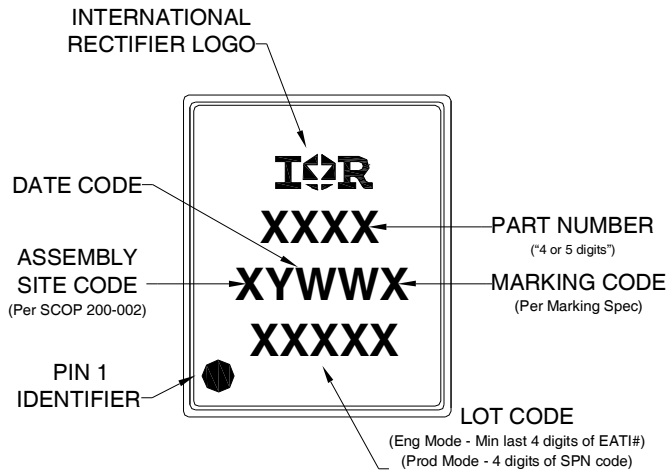 INTERNATIONAL
RECTIFIER LOGO
IOR
DATE CODE
XXXX
PART NUMBER
(“4 or 5 digits”)
ASSEMBLY
SITE CODE
(Per SCOP 200-002)
XYWWX
MARKING CODE
(Per Marking Spec)
XXXXX
PIN 1
IDENTIFIER
LOT CODE
(Eng Mode - Min last 4 digits of EATI#)
(Prod Mode - 4 digits of SPN code)